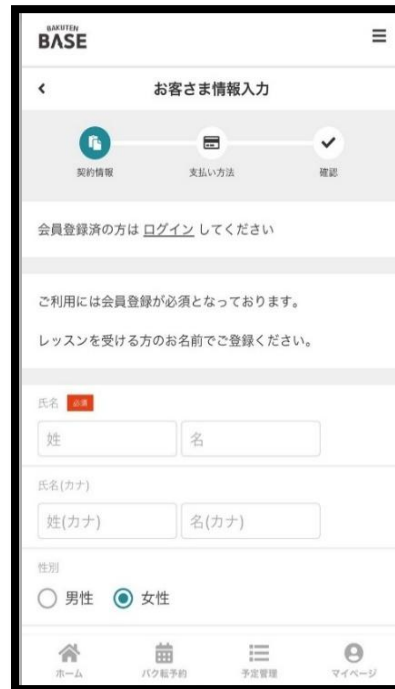 BAKUTEN
BASE
お客さま情報入力
契約情報
支払い方法
確認
会員登録済の方は ログイン してください
ご利用には会員登録が必須となっております。
レッスンを受ける方のお名前でご登録ください。
氏名 必須
姓 名
氏名(カナ)
姓(カナ) 名(カナ)
性別
男性 女性
ホーム バク転予約 予定管理 マイページ